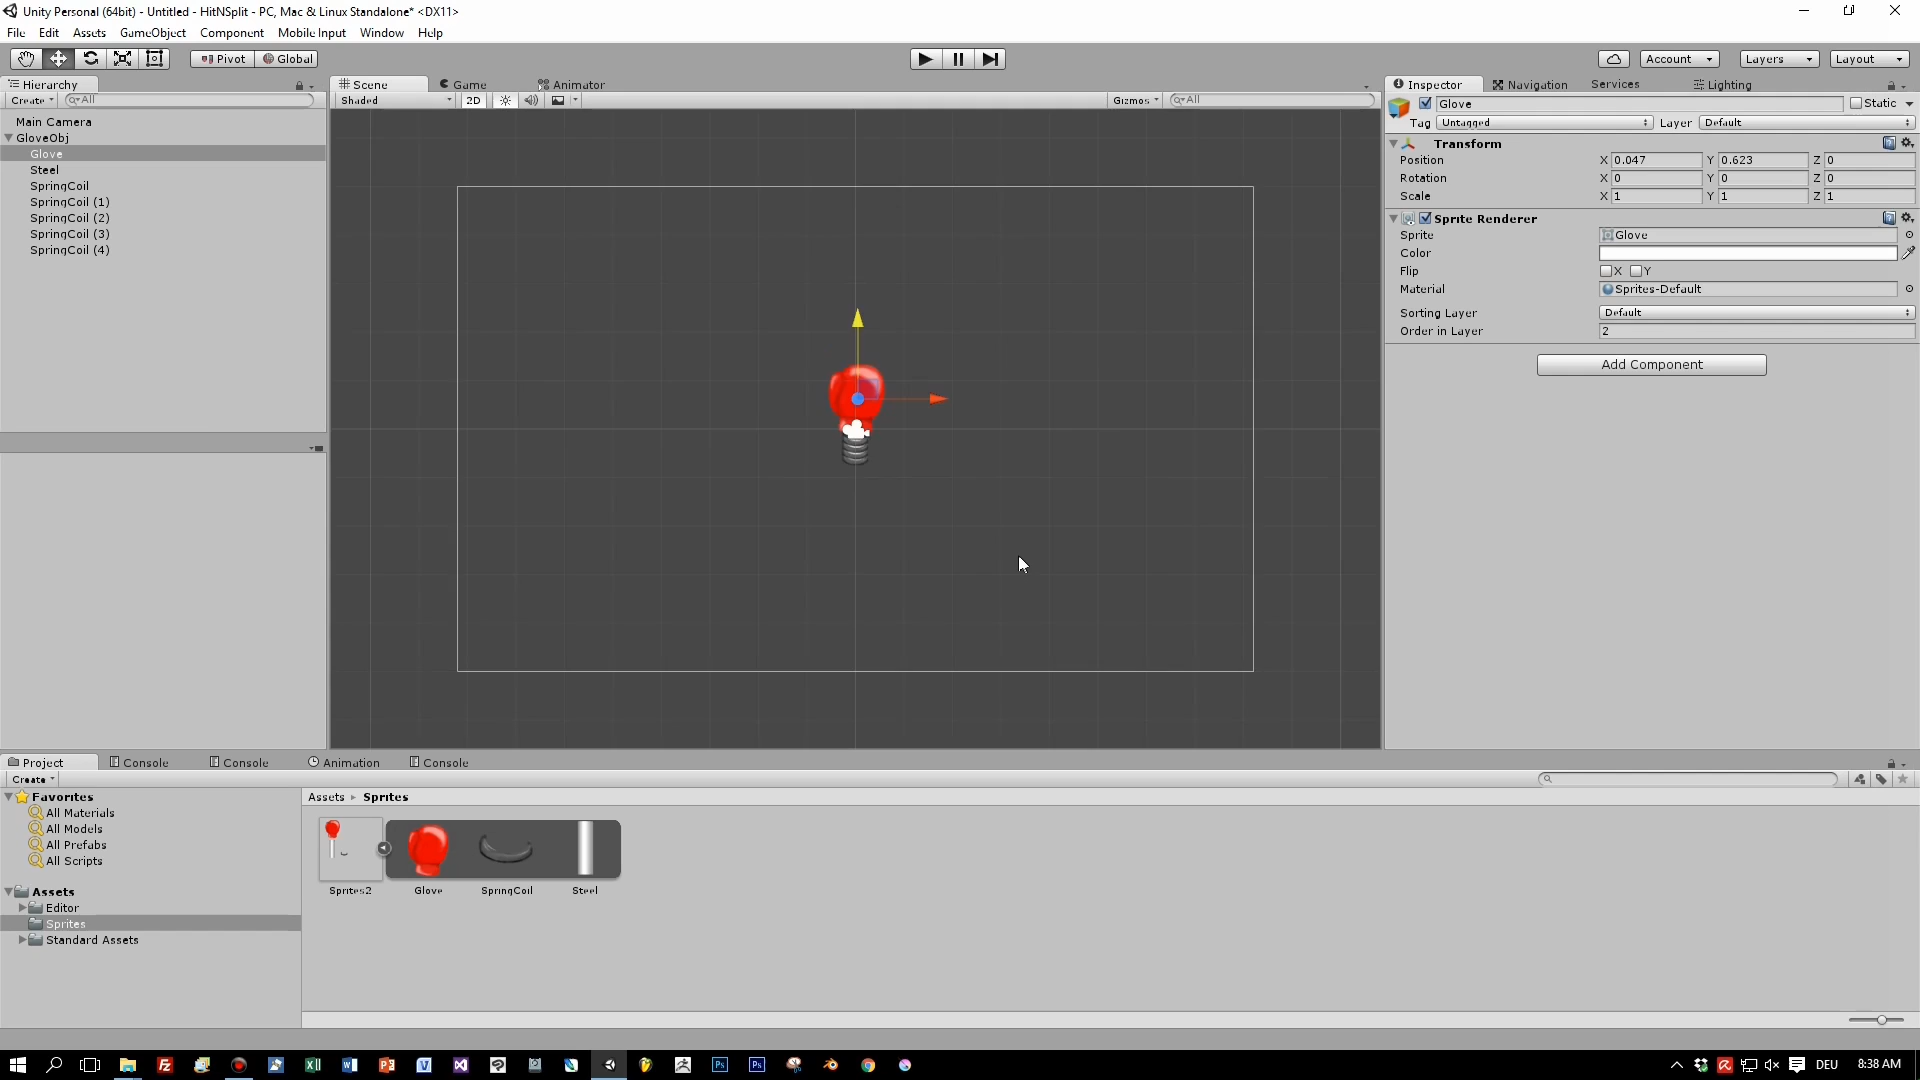 Unity Personal (64bit) - Untitled - HitNSplit - PC, Mac & Linux Standalone* <DX11>
File Edit Assets GameObject Component Mobile Input Window Help
Pivot Global Account Layers Layout
Hierarchy Scene Game Animator Inspector Navigation Services Lighting
Create All Shaded 2D Gizmos All
Glove Static
Tag Untagged Layer Default
Main Camera
GloveObj
Glove
Steel
SpringCoil
SpringCoil (1)
SpringCoil (2)
SpringCoil (3)
SpringCoil (4)
Transform
Position X 0.047 Y 0.623 Z 0
Rotation X 0 Y 0 Z 0
Scale X 1 Y 1 Z 1
Sprite Renderer
Sprite Glove
Color
Flip X Y
Material Sprites-Default
Sorting Layer Default
Order in Layer 2
Add Component
Project Console Console Animation Console
Create
Favorites
All Materials
All Models
All Prefabs
All Scripts
Assets
Editor
Sprites
Standard Assets
Assets Sprites
Sprites2 Glove SpringCoil Steel
DEU 8:38 AM